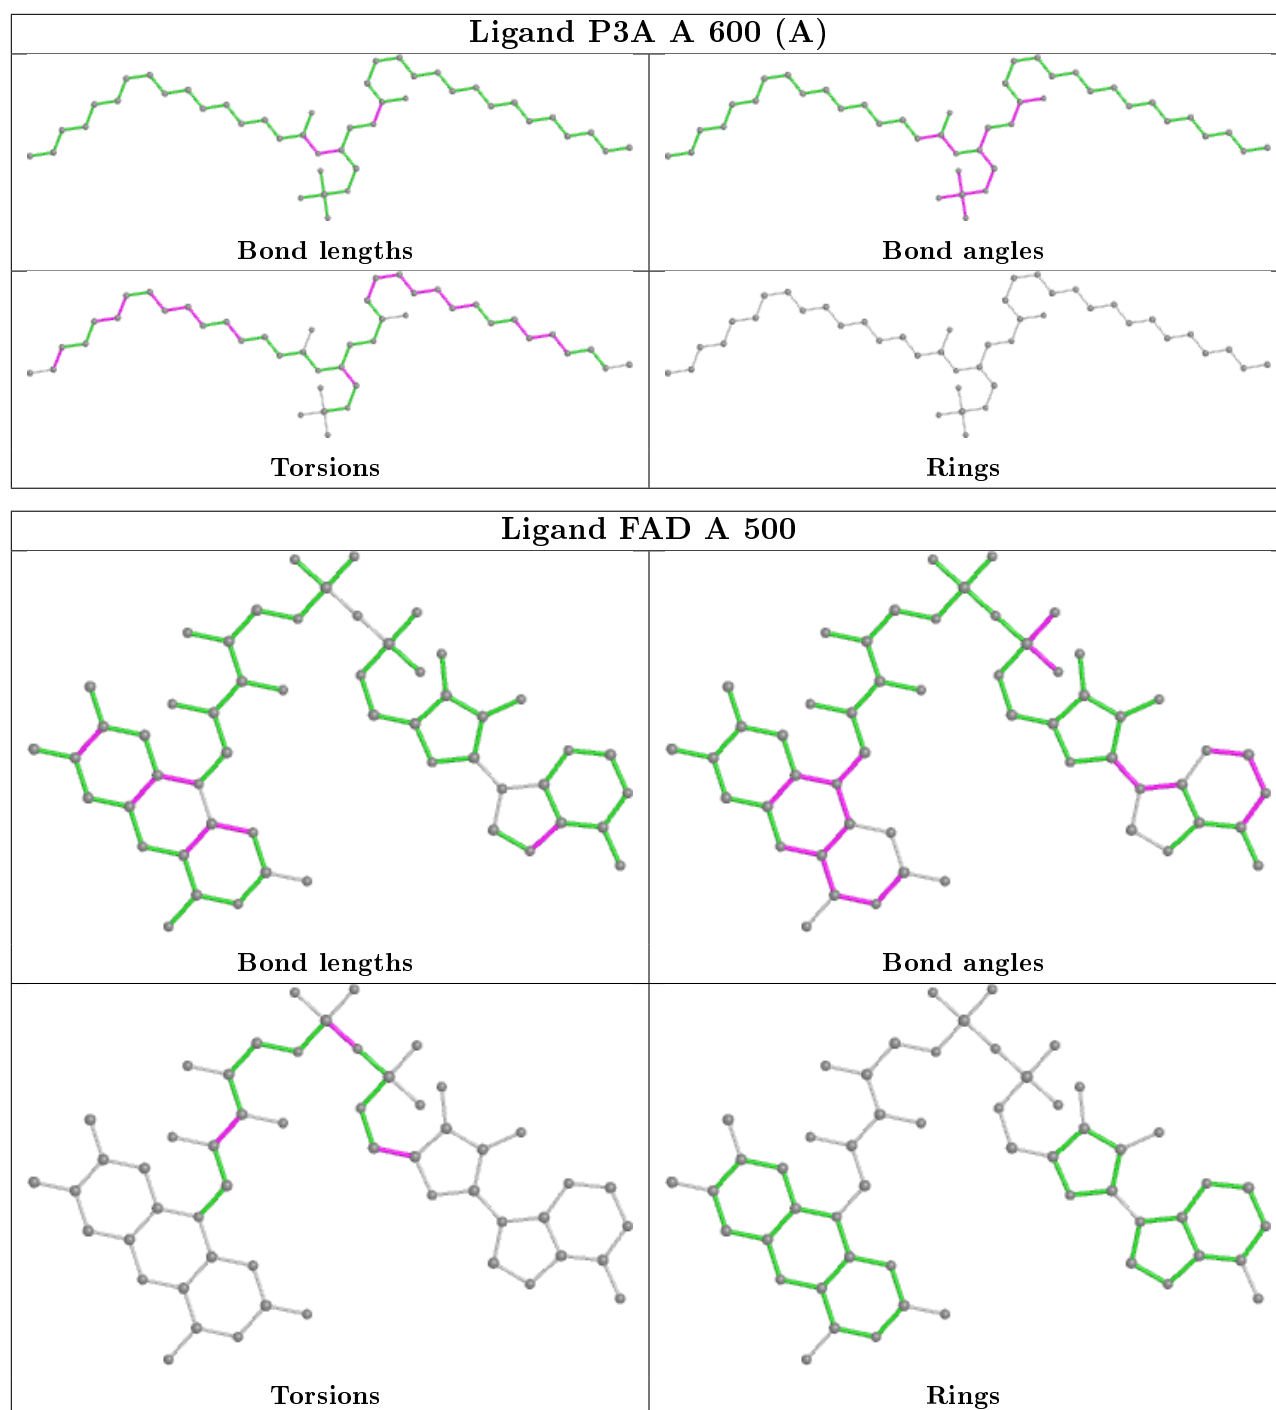 Ligand P3A A 600 (A)
Bond lengths
Bond angles
Torsions
Rings
Ligand FAD A 500
Bond lengths
Bond angles
Torsions
Rings